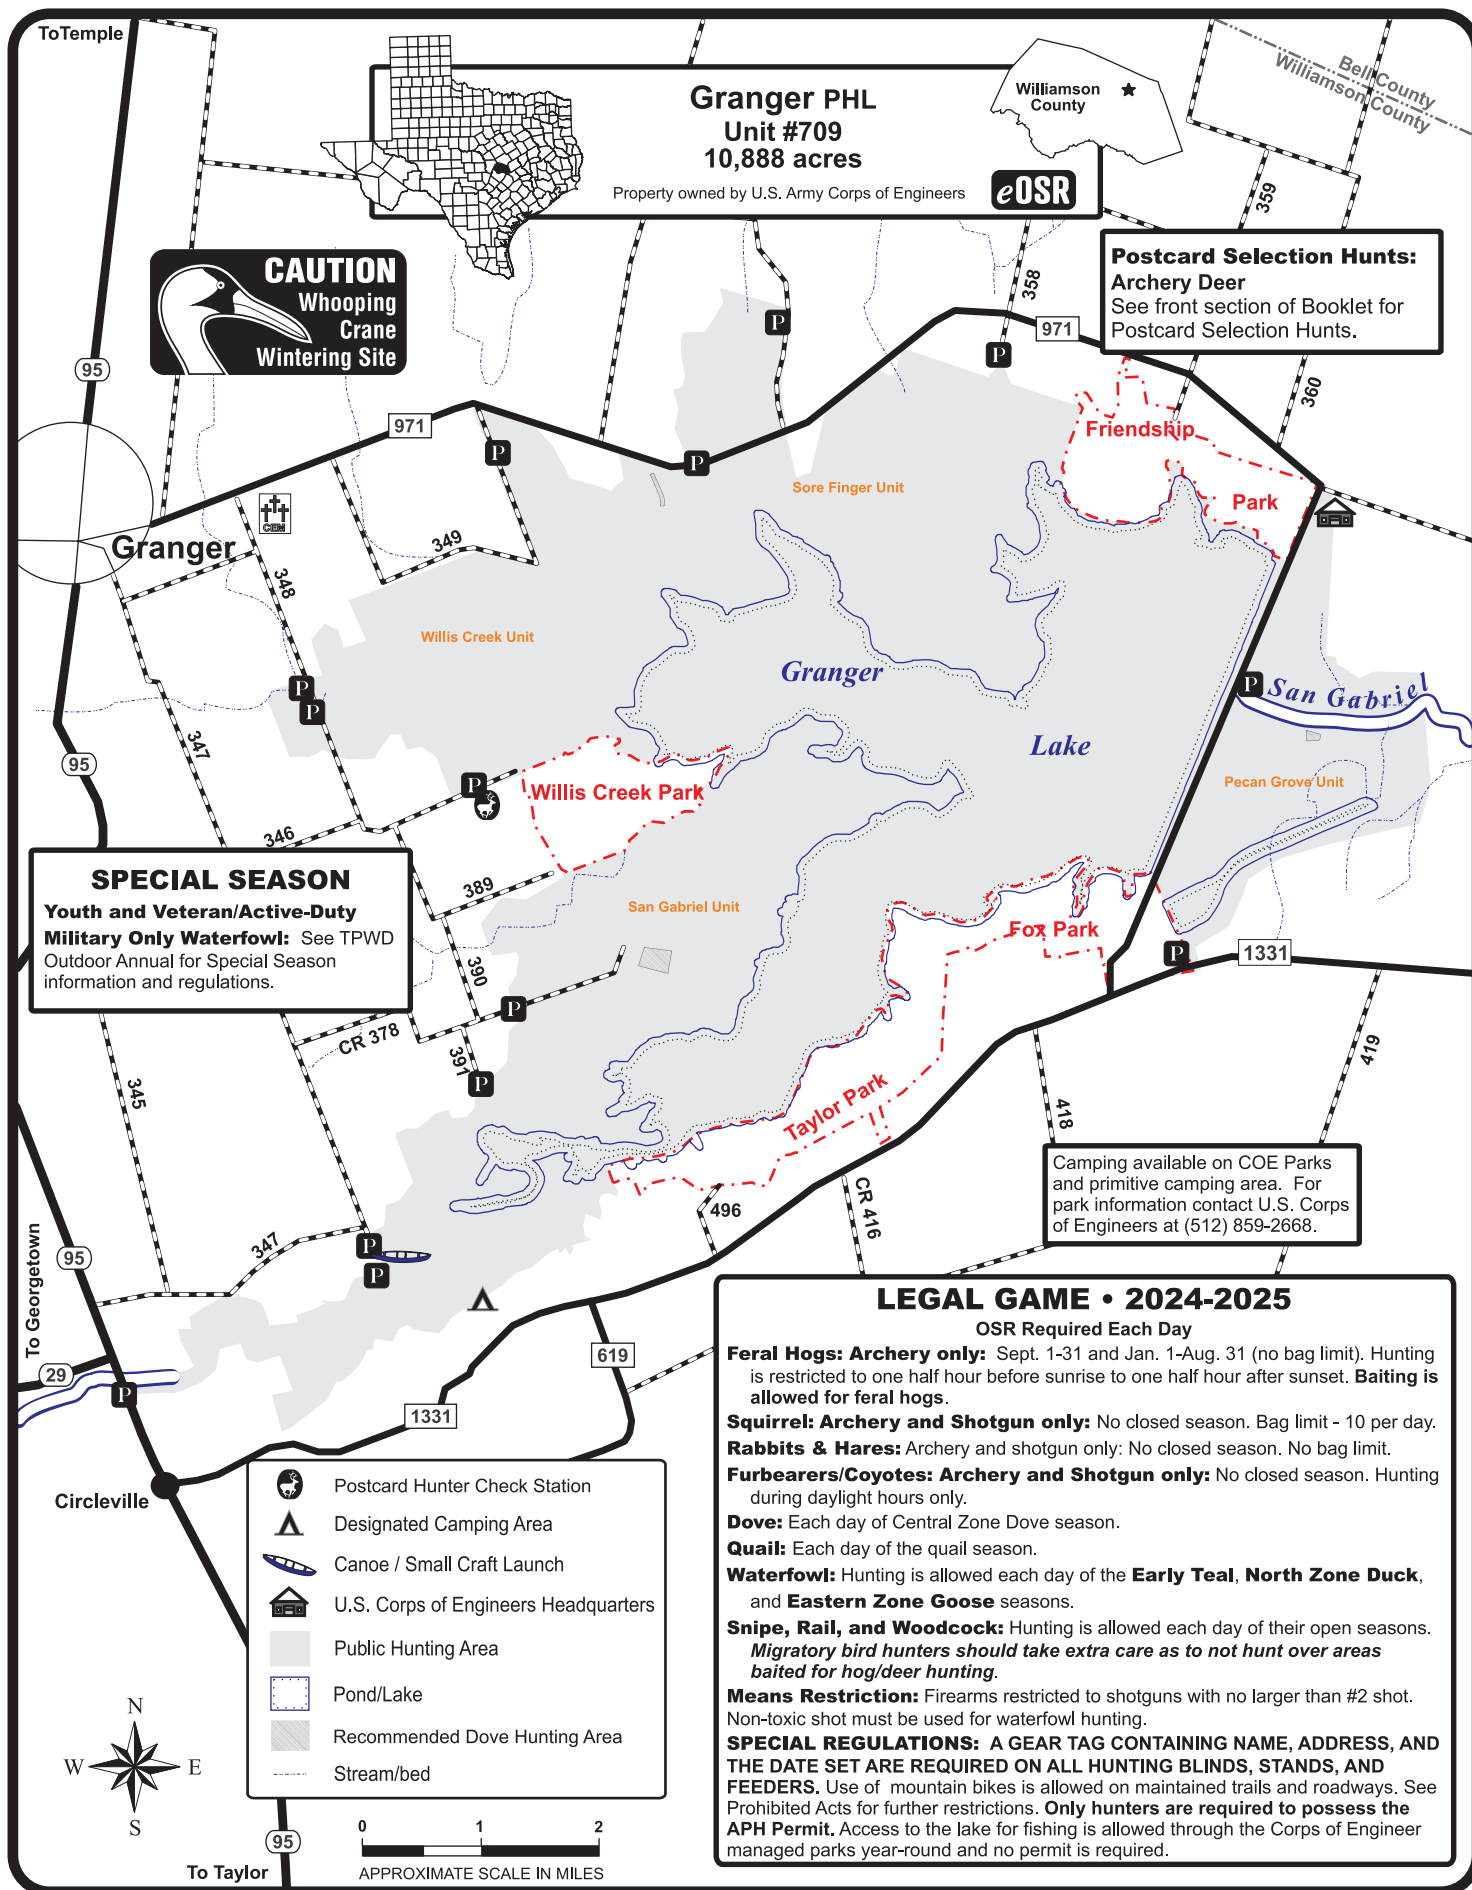 ToTemple
Granger PHL
Unit #709
10,888 acres
Property owned by U.S. Army Corps of Engineers
eOSR
Williamson
County
Bell County
Williamson County
359
358
CAUTION
Whooping
Crane
Wintering Site
Postcard Selection Hunts:
Archery Deer
See front section of Booklet for
Postcard Selection Hunts.
P
P
971
95
360
971
Friendship
P
P
Sore Finger Unit
Park
CEM
Granger
349
348
Willis Creek Unit
Granger
P
P
P
San Gabriel
347
Lake
95
Pecan Grove Unit
P
Willis Creek Park
346
389
San Gabriel Unit
SPECIAL SEASON
Youth and Veteran/Active-Duty
Military Only Waterfowl: See TPWD
Outdoor Annual for Special Season
information and regulations.
Fox Park
P
1331
390
P
CR 378
391
P
345
419
418
Taylor Park
Camping available on COE Parks
and primitive camping area. For
park information contact U.S. Corps
of Engineers at (512) 859-2668.
CR 416
496
347
P
P
95
To Georgetown
29
P
619
1331
Circleville
LEGAL GAME • 2024-2025
OSR Required Each Day
Feral Hogs: Archery only: Sept. 1-31 and Jan. 1-Aug. 31 (no bag limit). Hunting
is restricted to one half hour before sunrise to one half hour after sunset. Baiting is
allowed for feral hogs.
Squirrel: Archery and Shotgun only: No closed season. Bag limit - 10 per day.
Rabbits & Hares: Archery and shotgun only: No closed season. No bag limit.
Furbearers/Coyotes: Archery and Shotgun only: No closed season. Hunting
during daylight hours only.
Dove: Each day of Central Zone Dove season.
Quail: Each day of the quail season.
Waterfowl: Hunting is allowed each day of the Early Teal, North Zone Duck,
and Eastern Zone Goose seasons.
Snipe, Rail, and Woodcock: Hunting is allowed each day of their open seasons.
Migratory bird hunters should take extra care as to not hunt over areas
baited for hog/deer hunting.
Means Restriction: Firearms restricted to shotguns with no larger than #2 shot.
Non-toxic shot must be used for waterfowl hunting.
SPECIAL REGULATIONS: A GEAR TAG CONTAINING NAME, ADDRESS, AND
THE DATE SET ARE REQUIRED ON ALL HUNTING BLINDS, STANDS, AND
FEEDERS. Use of mountain bikes is allowed on maintained trails and roadways. See
Prohibited Acts for further restrictions. Only hunters are required to possess the
APH Permit. Access to the lake for fishing is allowed through the Corps of Engineer
managed parks year-round and no permit is required.
Postcard Hunter Check Station
Designated Camping Area
Canoe / Small Craft Launch
U.S. Corps of Engineers Headquarters
Public Hunting Area
Pond/Lake
Recommended Dove Hunting Area
Stream/bed
N
W E
S
95
To Taylor
0 1 2
APPROXIMATE SCALE IN MILES